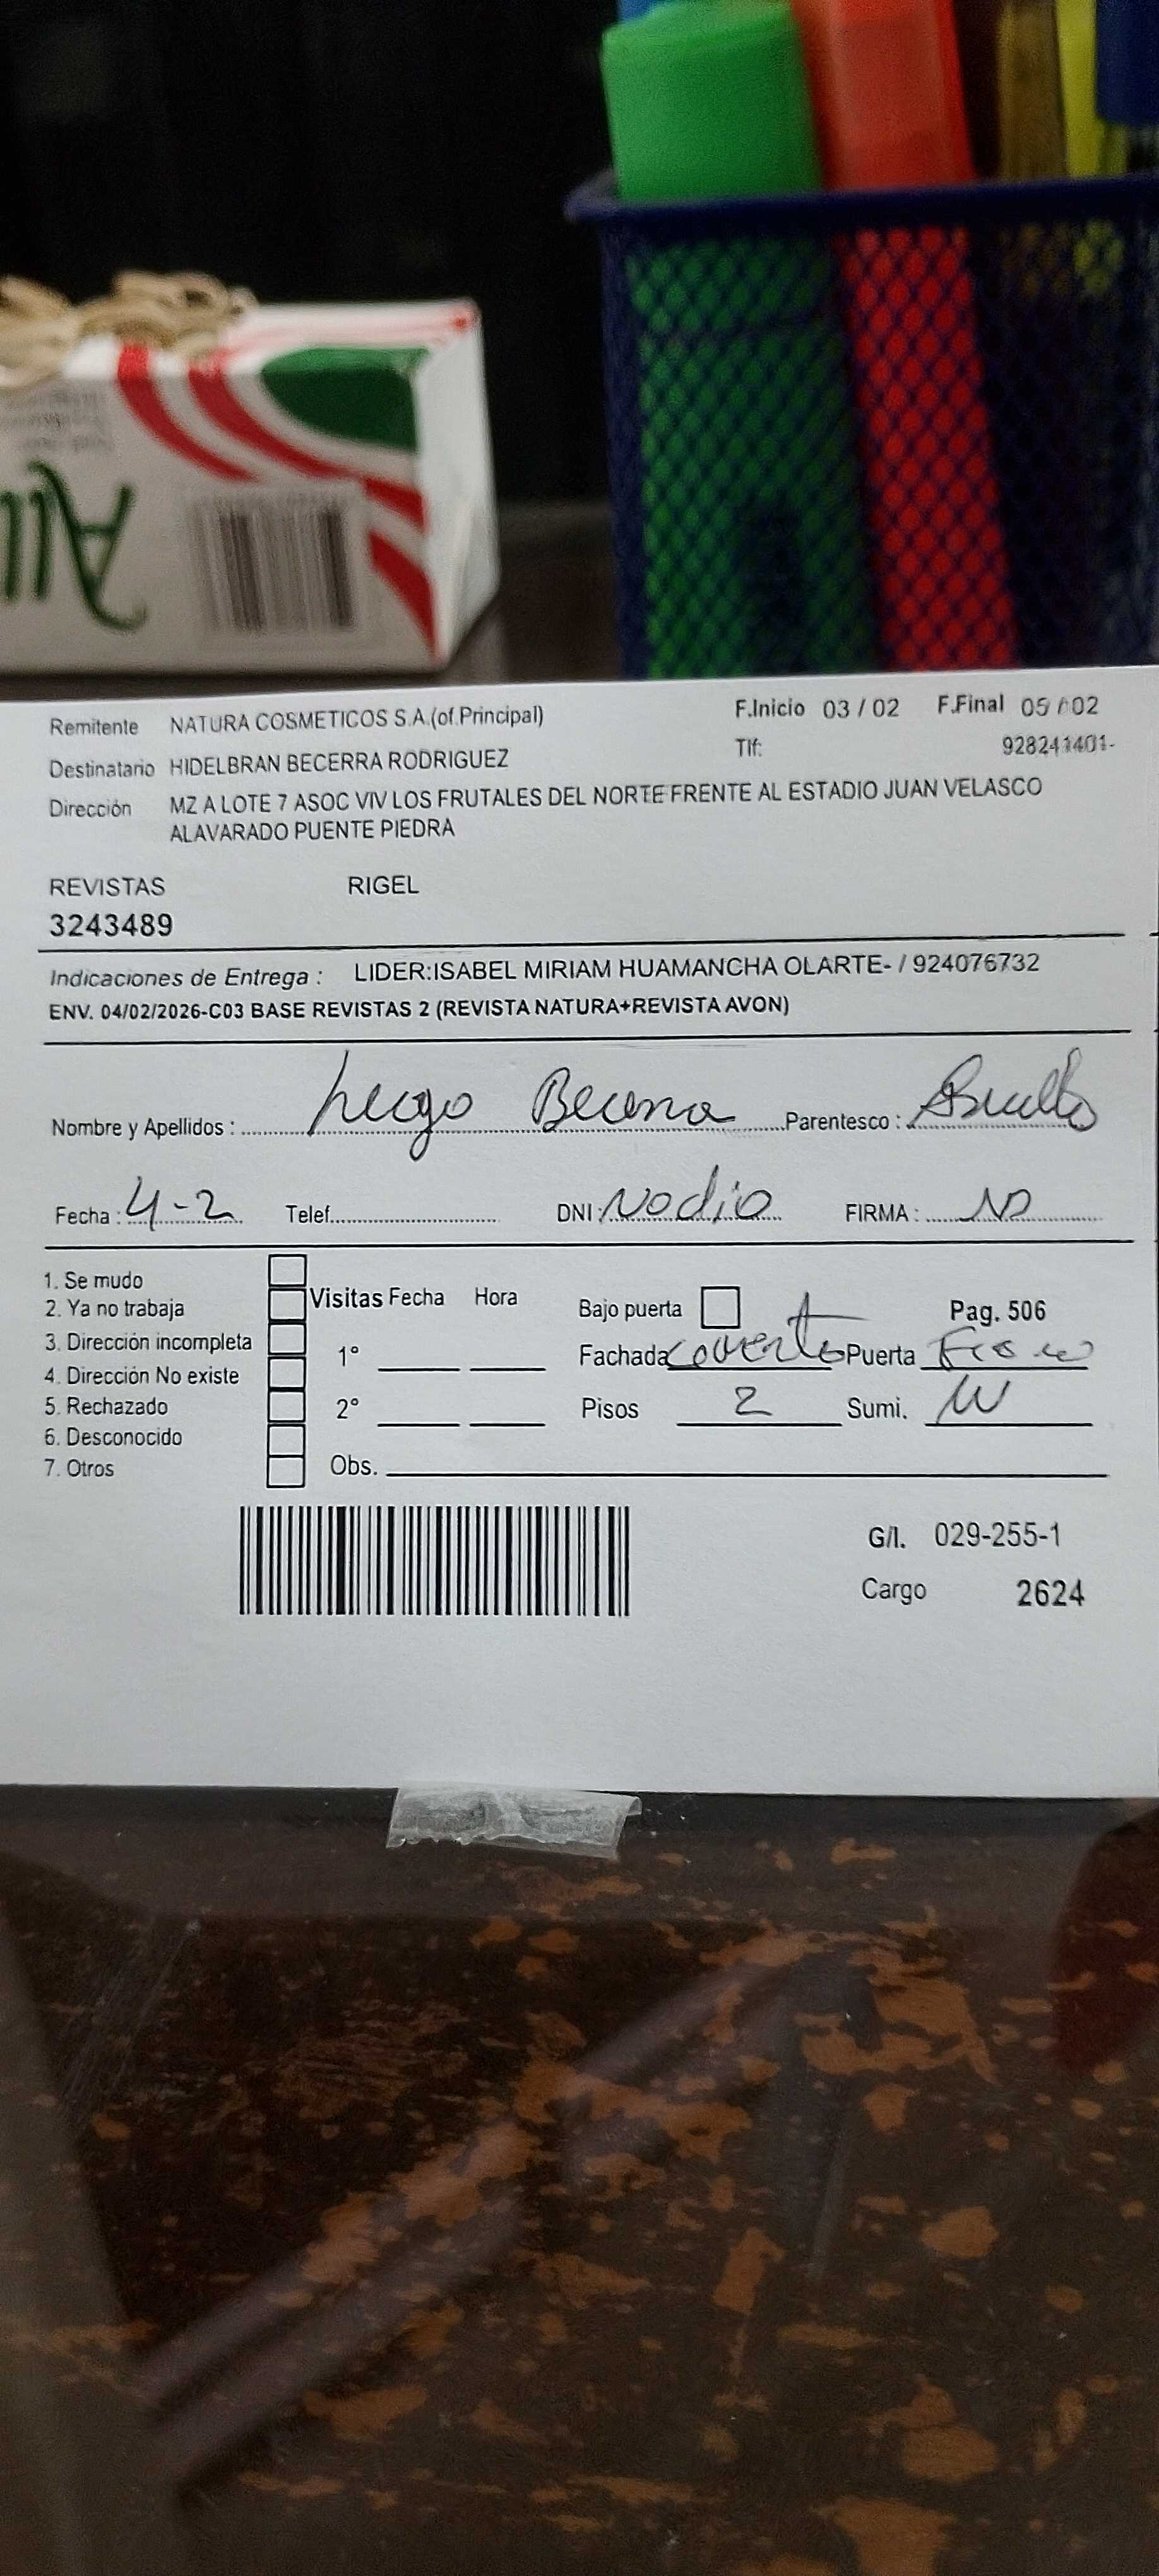 Remitente NATURA COSMETICOS S.A.(of.Principal) F.Inicio 03 / 02 F.Final 05 / 02
Destinatario HIDELBRAN BECERRA RODRIGUEZ Tlf: 928241401-
Dirección MZ A LOTE 7 ASOC VIV LOS FRUTALES DEL NORTE FRENTE AL ESTADIO JUAN VELASCO
ALAVARADO PUENTE PIEDRA
REVISTAS RIGEL
3243489
Indicaciones de Entrega : LIDER:ISABEL MIRIAM HUAMANCHA OLARTE- / 924076732
ENV. 04/02/2026-C03 BASE REVISTAS 2 (REVISTA NATURA+REVISTA AVON)
Nombre y Apellidos : Hugo Becerra Parentesco :
Fecha : 4-2 Telef. DNI: No dio FIRMA :
1. Se mudo
2. Ya no trabaja
3. Dirección incompleta
4. Dirección No existe
5. Rechazado
6. Desconocido
7. Otros
Visitas Fecha Hora
1°
2°
Obs.
Bajo puerta Pag. 506
Fachada Puerta Fierro
Pisos 2 Sumi.
G/I. 029-255-1
Cargo 2624